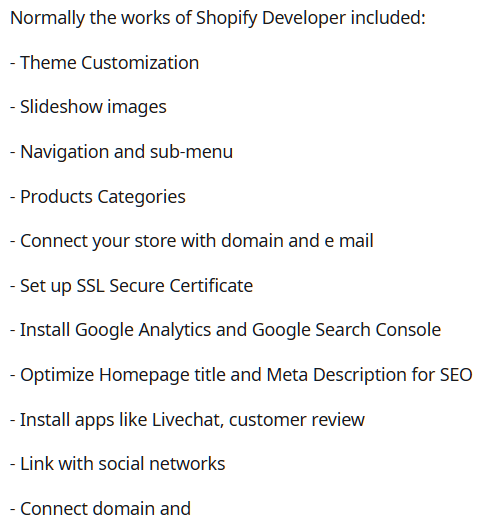 Normally the works of Shopify Developer included:
- Theme Customization
- Slideshow images
- Navigation and sub-menu
- Products Categories
- Connect your store with domain and e mail
- Set up SSL Secure Certificate
- Install Google Analytics and Google Search Console
- Optimize Homepage title and Meta Description for SEO
- Install apps like Livechat, customer review
- Link with social networks
- Connect domain and